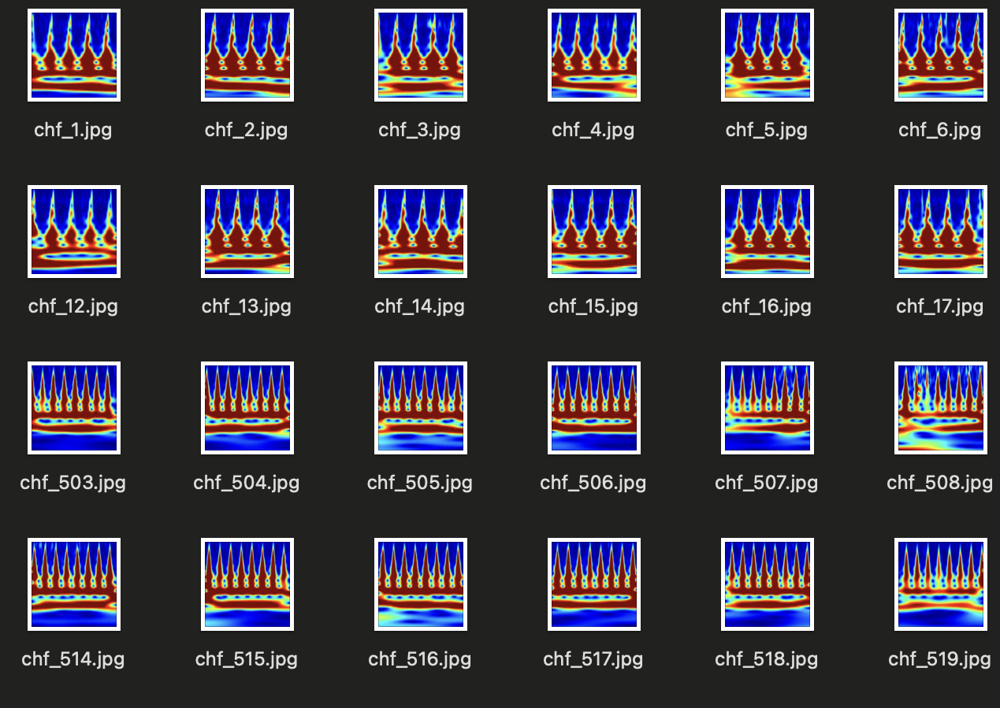 chf_1.jpg chf_2.jpg chf_3.jpg chf_4.jpg chf_5.jpg chf_6.jpg
chf_12.jpg chf_13.jpg chf_14.jpg chf_15.jpg chf_16.jpg chf_17.jpg
chf_503.jpg chf_504.jpg chf_505.jpg chf_506.jpg chf_507.jpg chf_508.jpg
chf_514.jpg chf_515.jpg chf_516.jpg chf_517.jpg chf_518.jpg chf_519.jpg